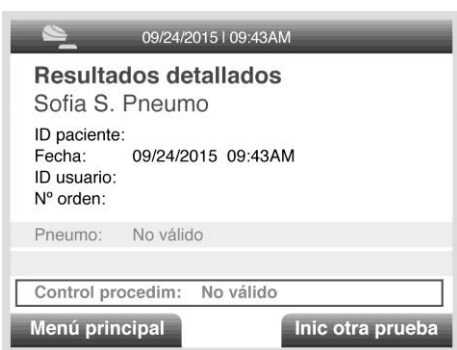 09/24/2015 | 09:43AM
Resultados detallados
Sofia S. Pneumo
ID paciente:
Fecha: 09/24/2015 09:43AM
ID usuario:
Nº orden:
Pneumo: No válido
Control procedim: No válido
Menú principal Inic otra prueba